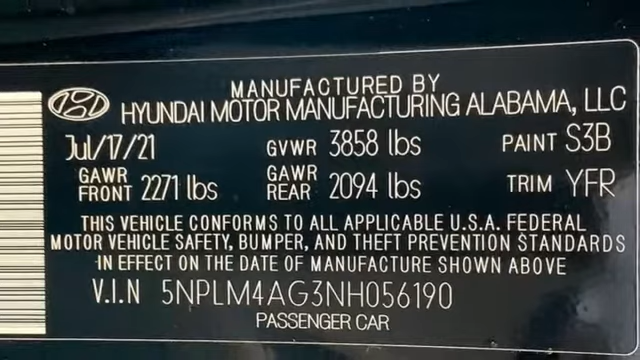 MANUFACTURED BY
HYUNDAI MOTOR MANUFACTURING ALABAMA, LLC
Jul/17/21 GVWR 3858 lbs PAINT S3B
GAWR FRONT 2271 lbs GAWR REAR 2094 lbs TRIM YFR
THIS VEHICLE CONFORMS TO ALL APPLICABLE U.S.A. FEDERAL
MOTOR VEHICLE SAFETY, BUMPER, AND THEFT PREVENTION STANDARDS
IN EFFECT ON THE DATE OF MANUFACTURE SHOWN ABOVE
V.I.N 5NPLM4AG3NH056190
PASSENGER CAR